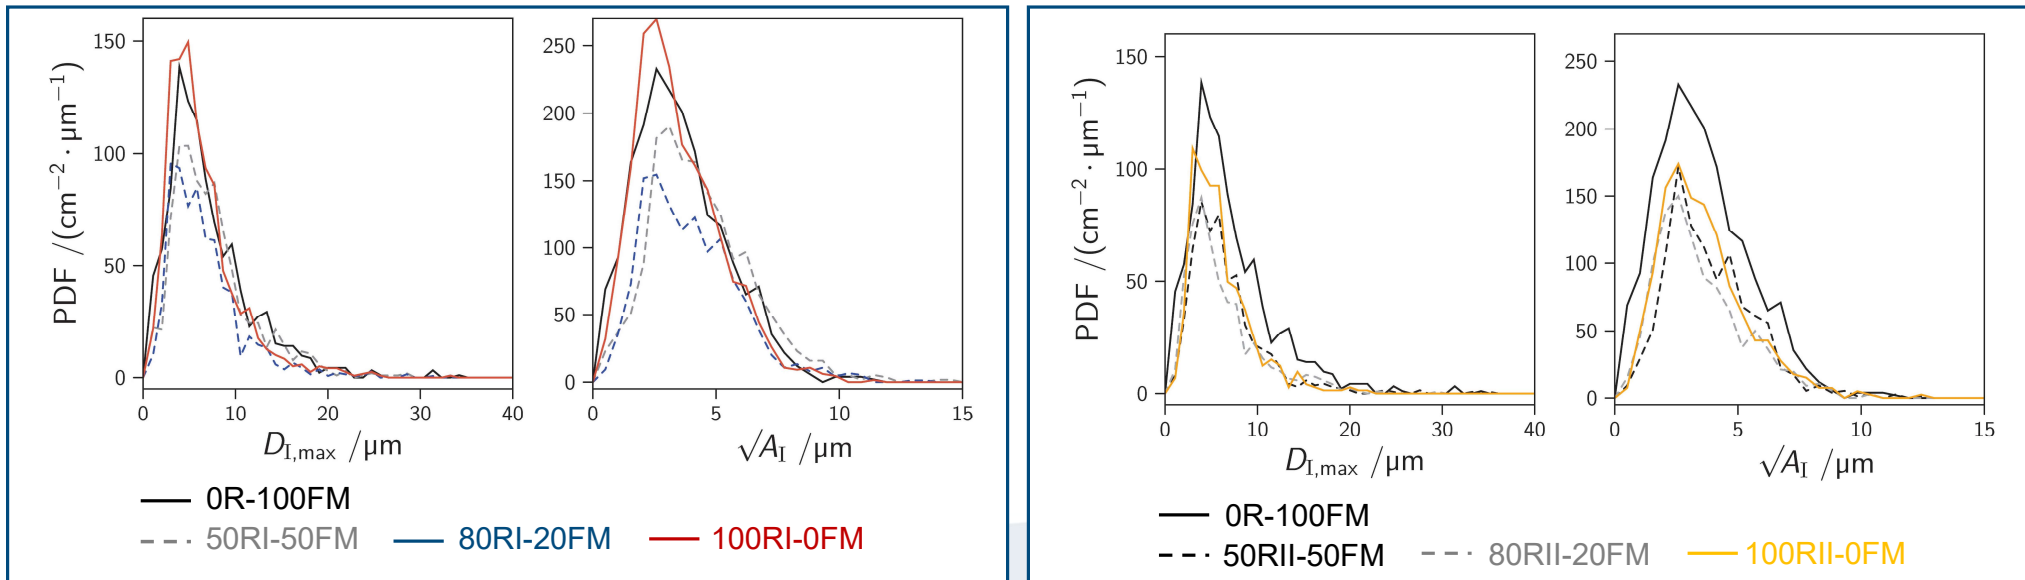 PDF /(cm⁻² · μm⁻¹)
150
100
50
0
0 10 20 30 40
D_I,max /μm
250
200
150
100
50
0
0 5 10 15
√A_I /μm
0R-100FM
50RI-50FM 80RI-20FM 100RI-0FM
PDF /(cm⁻² · μm⁻¹)
150
100
50
0
0 10 20 30 40
D_I,max /μm
250
200
150
100
50
0
0 5 10 15
√A_I /μm
0R-100FM
50RII-50FM 80RII-20FM 100RII-0FM